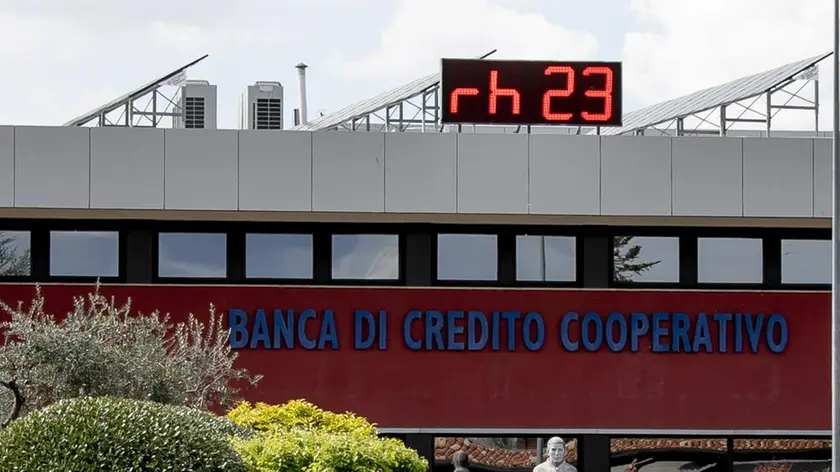 rh 23
BANCA DI CREDITO COOPERATIVO